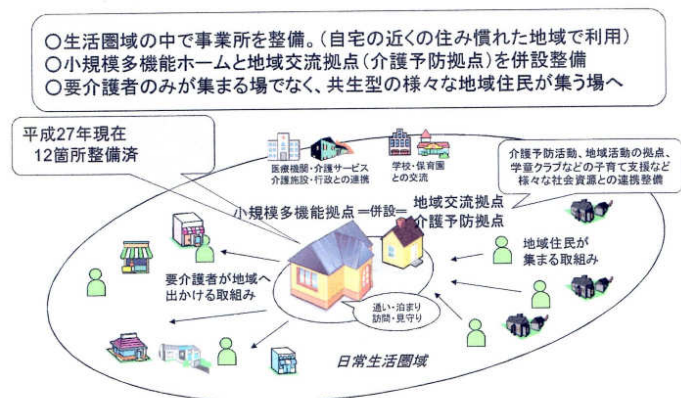 ○生活圏域の中で事業所を整備。(自宅の近くの住み慣れた地域で利用)
○小規模多機能ホームと地域交流拠点(介護予防拠点)を併設整備
○要介護者のみが集まる場でなく、共生型の様々な地域住民が集う場へ
平成27年現在
12箇所整備済
医療機関・介護サービス
介護施設・行政との連携
学校・保育園
との交流
介護予防活動、地域活動の拠点、
学童クラブなどの子育て支援など
様々な社会資源との連携整備
小規模多機能拠点=併設=
地域交流拠点
介護予防拠点
地域住民が
集まる取組み
要介護者が地域へ
出かける取組み
通い・泊まり
訪問・見守り
日常生活圏域